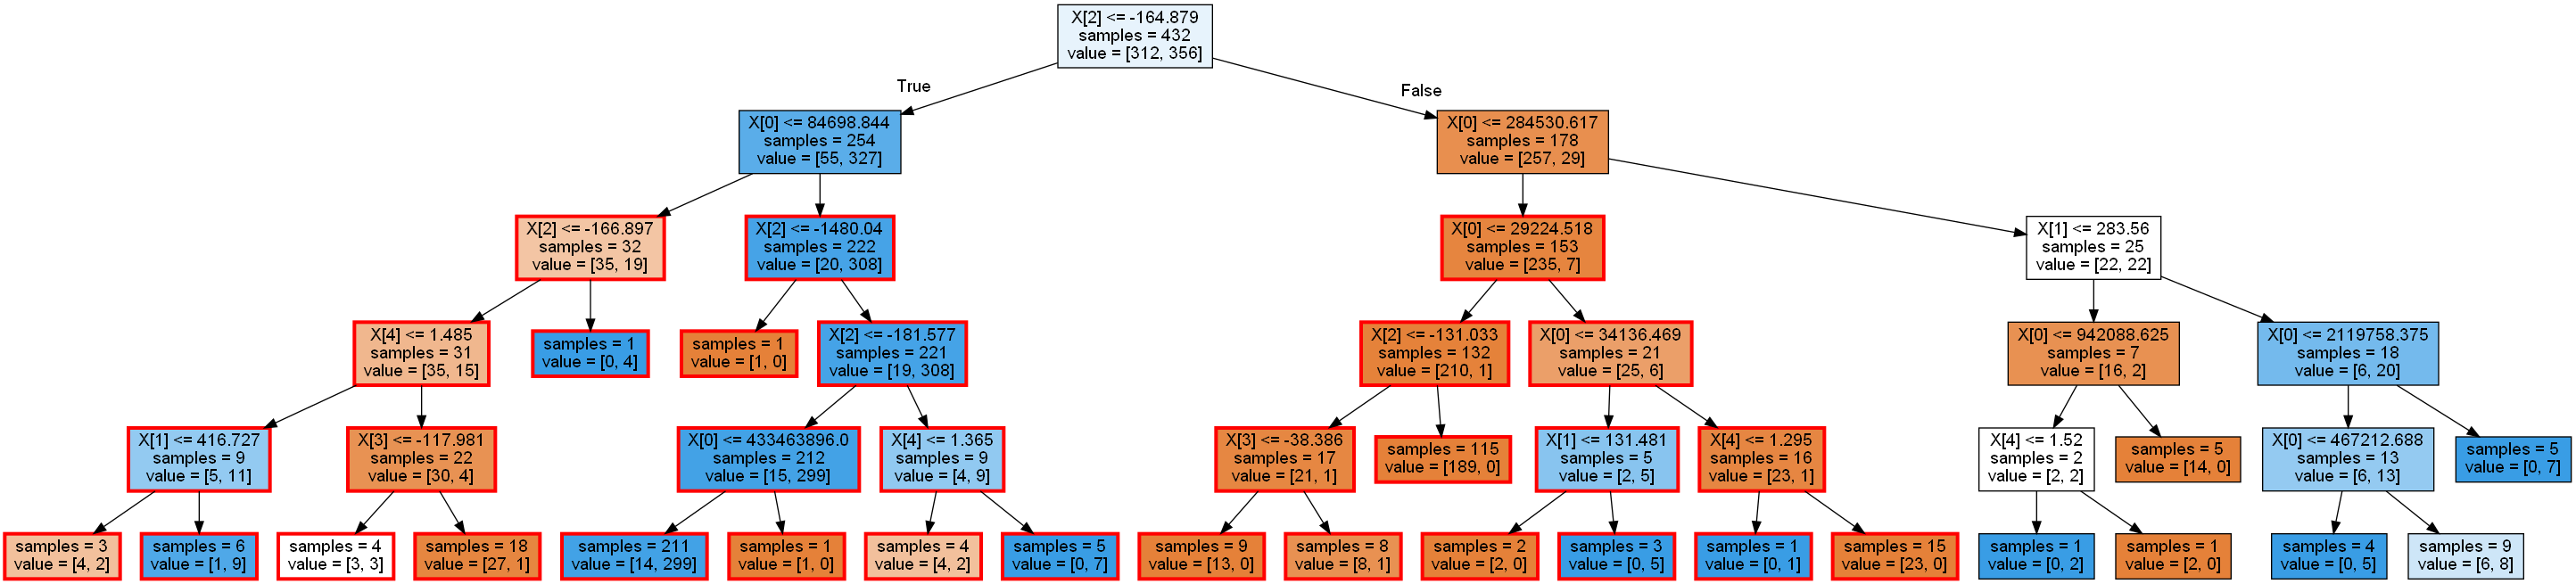 X[2] <= -164.879
samples = 432
value = [312, 356]
True
False
X[0] <= 84698.844
samples = 254
value = [55, 327]
X[0] <= 284530.617
samples = 178
value = [257, 29]
X[2] <= -166.897
samples = 32
value = [35, 19]
X[2] <= -1480.04
samples = 222
value = [20, 308]
X[0] <= 29224.518
samples = 153
value = [235, 7]
X[1] <= 283.56
samples = 25
value = [22, 22]
X[4] <= 1.485
samples = 31
value = [35, 15]
samples = 1
value = [0, 4]
samples = 1
value = [1, 0]
X[2] <= -181.577
samples = 221
value = [19, 308]
X[2] <= -131.033
samples = 132
value = [210, 1]
X[0] <= 34136.469
samples = 21
value = [25, 6]
X[0] <= 942088.625
samples = 7
value = [16, 2]
X[0] <= 2119758.375
samples = 18
value = [6, 20]
X[1] <= 416.727
samples = 9
value = [5, 11]
X[3] <= -117.981
samples = 22
value = [30, 4]
X[0] <= 433463896.0
samples = 212
value = [15, 299]
X[4] <= 1.365
samples = 9
value = [4, 9]
X[3] <= -38.386
samples = 17
value = [21, 1]
samples = 115
value = [189, 0]
X[1] <= 131.481
samples = 5
value = [2, 5]
X[4] <= 1.295
samples = 16
value = [23, 1]
X[4] <= 1.52
samples = 2
value = [2, 2]
samples = 5
value = [14, 0]
X[0] <= 467212.688
samples = 13
value = [6, 13]
samples = 5
value = [0, 7]
samples = 3
value = [4, 2]
samples = 6
value = [1, 9]
samples = 4
value = [3, 3]
samples = 18
value = [27, 1]
samples = 211
value = [14, 299]
samples = 1
value = [1, 0]
samples = 4
value = [4, 2]
samples = 5
value = [0, 7]
samples = 9
value = [13, 0]
samples = 8
value = [8, 1]
samples = 2
value = [2, 0]
samples = 3
value = [0, 5]
samples = 1
value = [0, 1]
samples = 15
value = [23, 0]
samples = 1
value = [0, 2]
samples = 1
value = [2, 0]
samples = 4
value = [0, 5]
samples = 9
value = [6, 8]